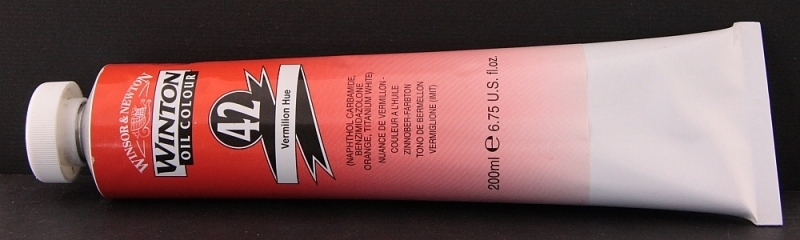 WINSOR & NEWTON
WINTON
OIL COLOUR
42
Vermilion Hue
(NAPHTHOL CARBAMIDE,
BENZIMIDAZOLONE
ORANGE, TITANIUM WHITE)
NUANCE DE VERMILLON -
COULEUR A L'HUILE
ZINNOBER-FARBTON
TONO DE BERMELLON
VERMIGLIONE (IMIT)
200ml e 6.75 U.S. fl.oz